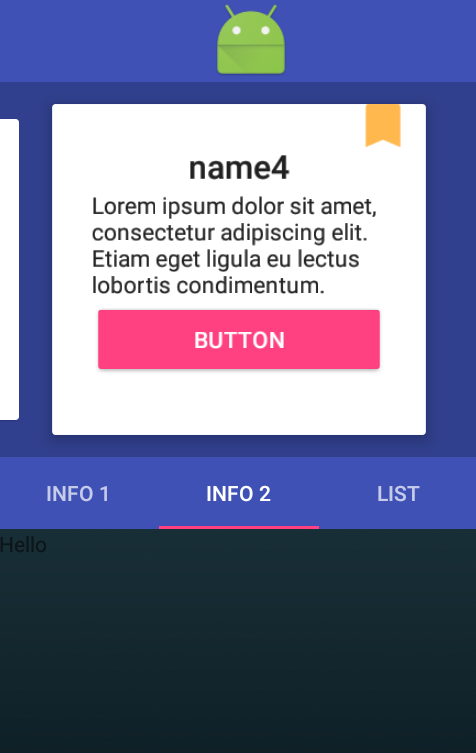 name4
Lorem ipsum dolor sit amet,
consectetur adipiscing elit.
Etiam eget ligula eu lectus
lobortis condimentum.
BUTTON
INFO 1
INFO 2
LIST
Hello